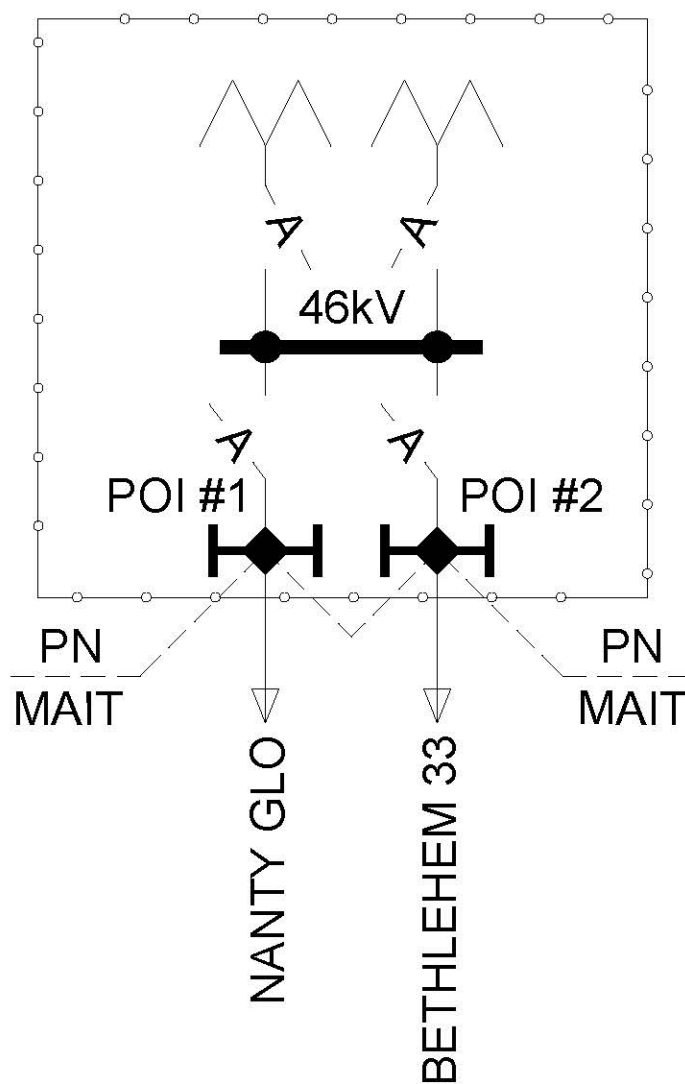 A A
46kV
A A
POI #1 POI #2
PN PN
MAIT MAIT
NANTY GLO
BETHLEHEM 33